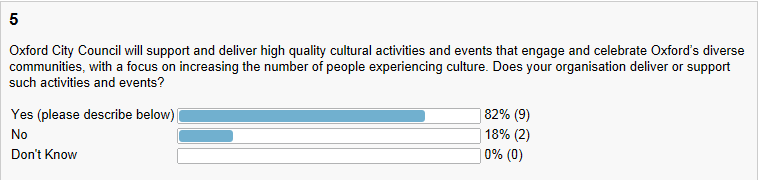 5
Oxford City Council will support and deliver high quality cultural activities and events that engage and celebrate Oxford's diverse
communities, with a focus on increasing the number of people experiencing culture. Does your organisation deliver or support
such activities and events?
Yes (please describe below) 82% (9)
No 18% (2)
Don't Know 0% (0)